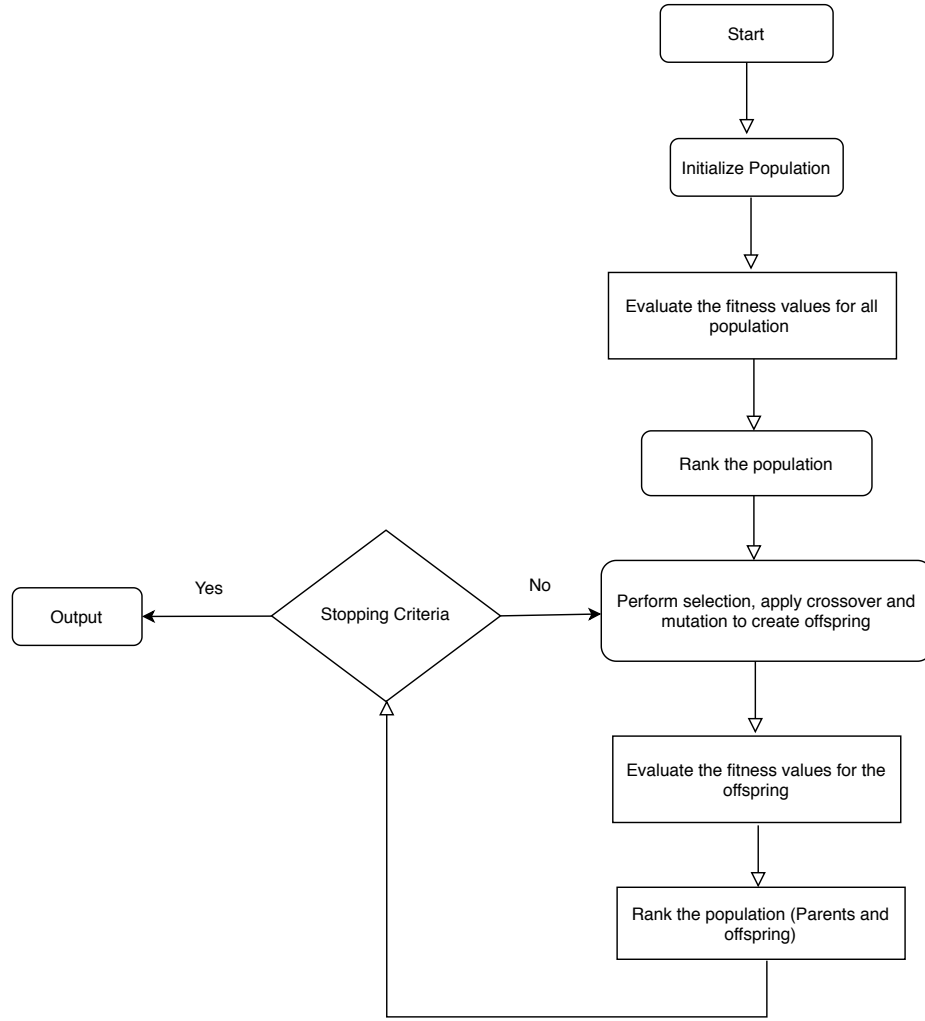 Start
Initialize Population
Evaluate the fitness values for all
population
Rank the population
Perform selection, apply crossover and
mutation to create offspring
Evaluate the fitness values for the
offspring
Rank the population (Parents and
offspring)
Stopping Criteria
No
Yes
Output